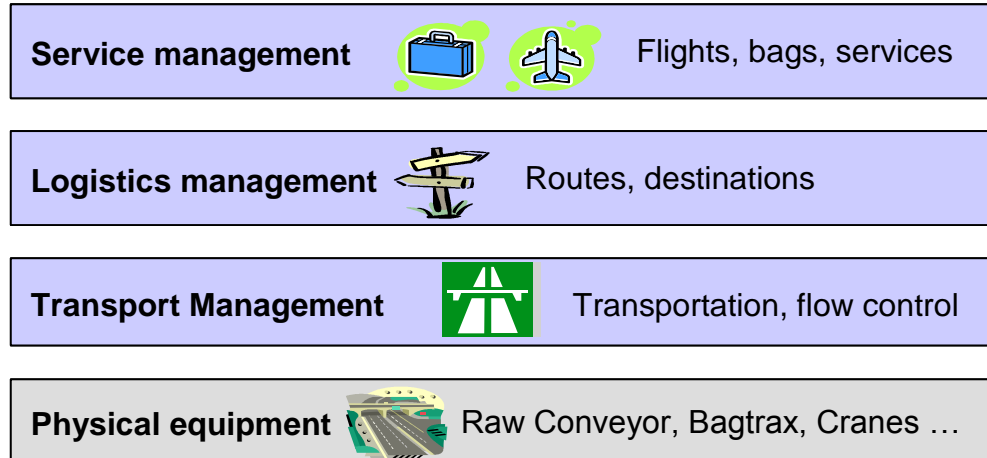 Service management Flights, bags, services
Logistics management Routes, destinations
Transport Management Transportation, flow control
Physical equipment Raw Conveyor, Bagtrax, Cranes …